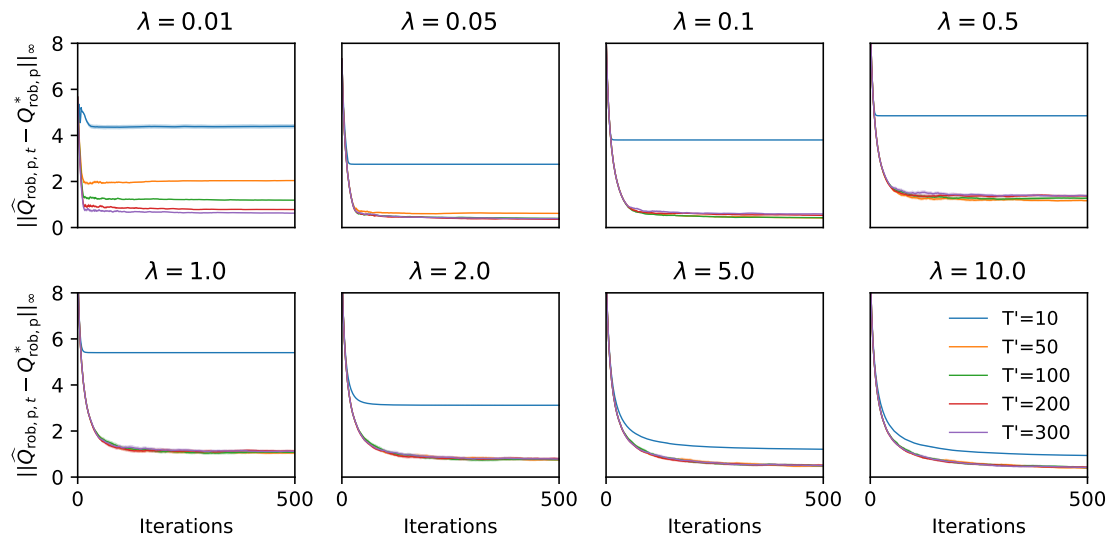 λ = 0.01 λ = 0.05 λ = 0.1 λ = 0.5
8
6
4
2
0
||Q̂rob,p,t − Q*rob,p||∞
λ = 1.0 λ = 2.0 λ = 5.0 λ = 10.0
8
6
4
2
0
||Q̂rob,p,t − Q*rob,p||∞
T'=10
T'=50
T'=100
T'=200
T'=300
0 500 0 500 0 500 0 500
Iterations Iterations Iterations Iterations